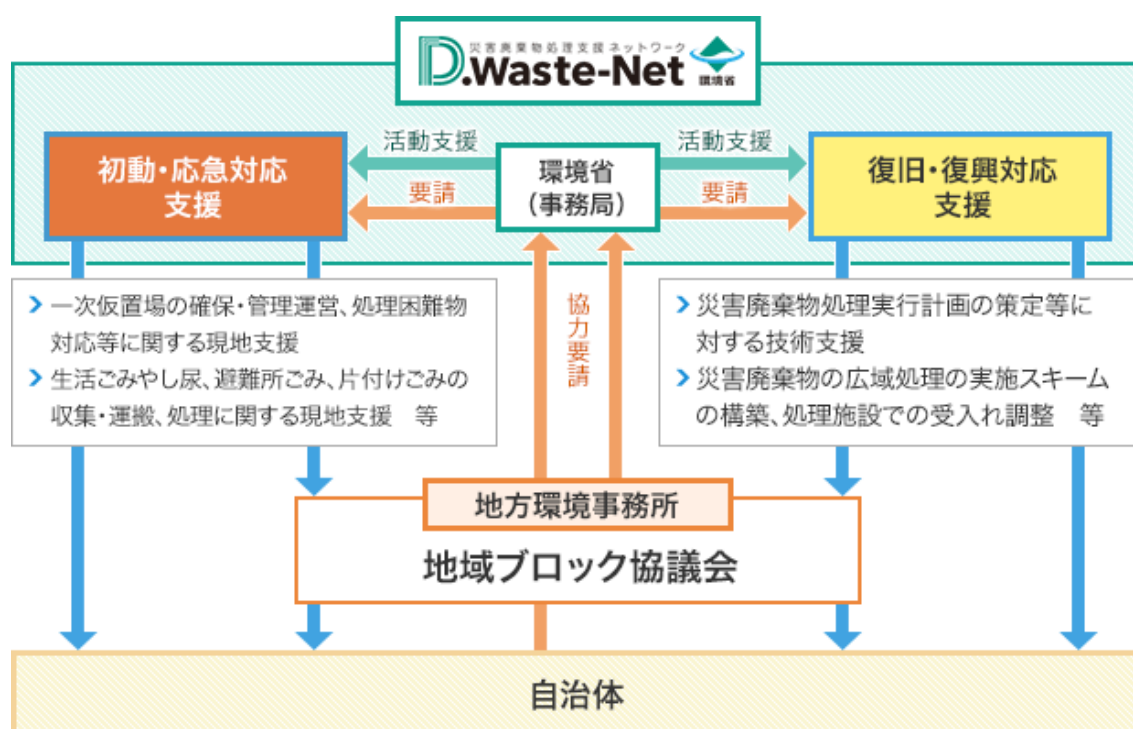 災害廃棄物処理支援ネットワーク
D.Waste-Net
環境省
初動・応急対応
支援
活動支援
要請
環境省
（事務局）
活動支援
要請
復旧・復興対応
支援
一次仮置場の確保・管理運営、処理困難物
対応等に関する現地支援
生活ごみやし尿、避難所ごみ、片付けごみの
収集・運搬、処理に関する現地支援　等
協力要請
災害廃棄物処理実行計画の策定等に
対する技術支援
災害廃棄物の広域処理の実施スキーム
の構築、処理施設での受入れ調整　等
地方環境事務所
地域ブロック協議会
自治体